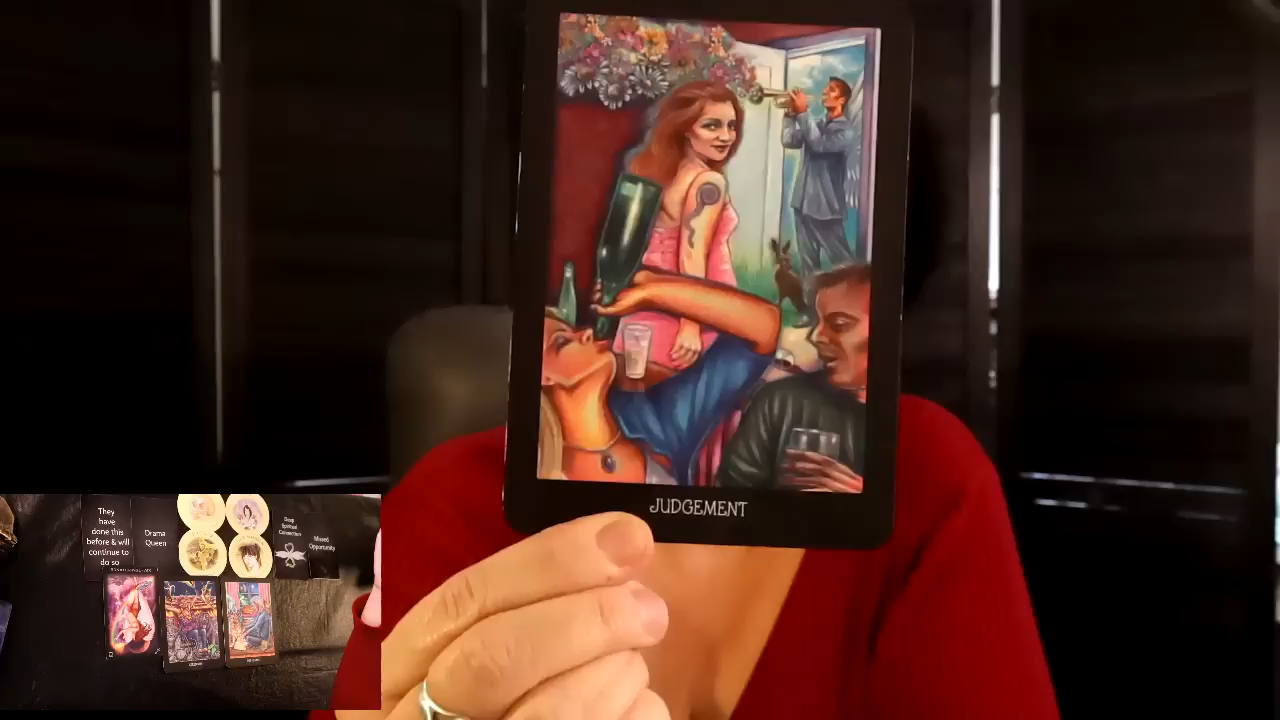 JUDGEMENT
They
have
done this
before & will
continue to
do so
Drama
Queen
Deep
Spiritual
Connection
Missed
Opportunity